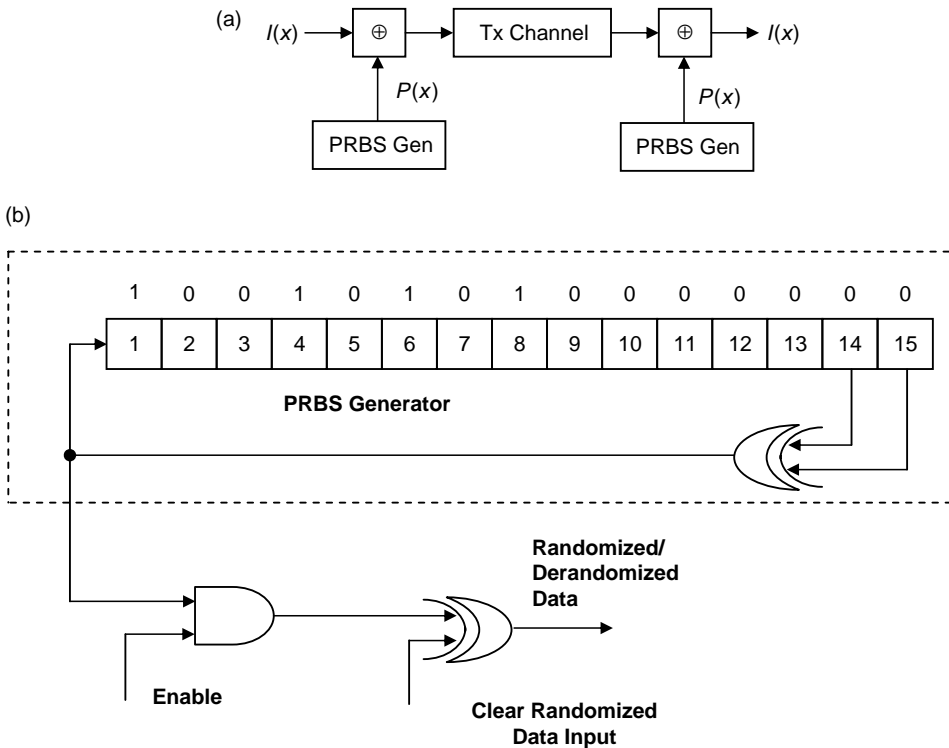 (a)
I(x) ⊕ Tx Channel ⊕ I(x)
P(x) P(x)
PRBS Gen PRBS Gen
(b)
1 0 0 1 0 1 0 1 0 0 0 0 0 0 0
1 2 3 4 5 6 7 8 9 10 11 12 13 14 15
PRBS Generator
Randomized/
Derandomized
Data
Enable
Clear Randomized
Data Input